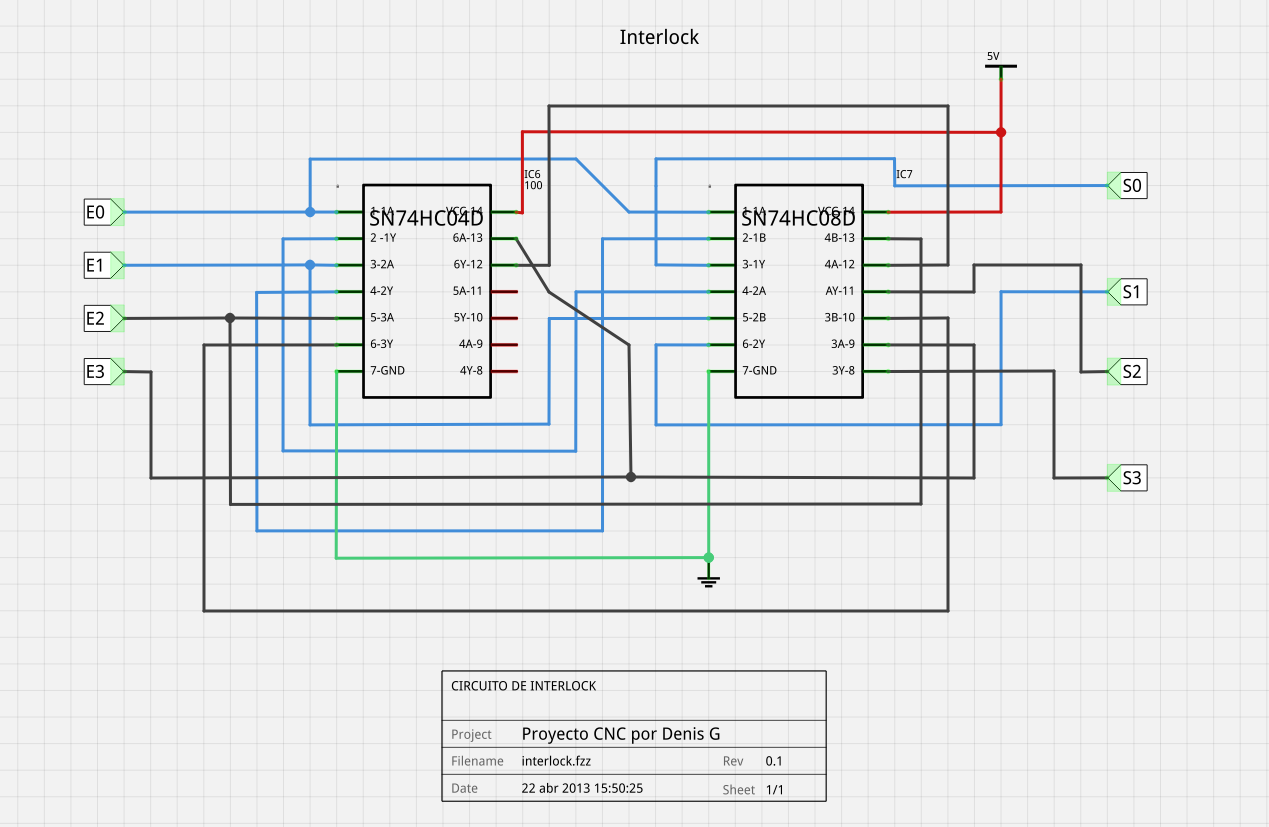 Interlock
5V
IC6
100
IC7
E0
E1
E2
E3
SN74HC04D
1-1A
2 -1Y
3-2A
4-2Y
5-3A
6-3Y
7-GND
VCC-14
6A-13
6Y-12
5A-11
5Y-10
4A-9
4Y-8
SN74HC08D
1-1A
2-1B
3-1Y
4-2A
5-2B
6-2Y
7-GND
VCC-14
4B-13
4A-12
AY-11
3B-10
3A-9
3Y-8
S0
S1
S2
S3
CIRCUITO DE INTERLOCK
Project Proyecto CNC por Denis G
Filename interlock.fzz Rev 0.1
Date 22 abr 2013 15:50:25 Sheet 1/1